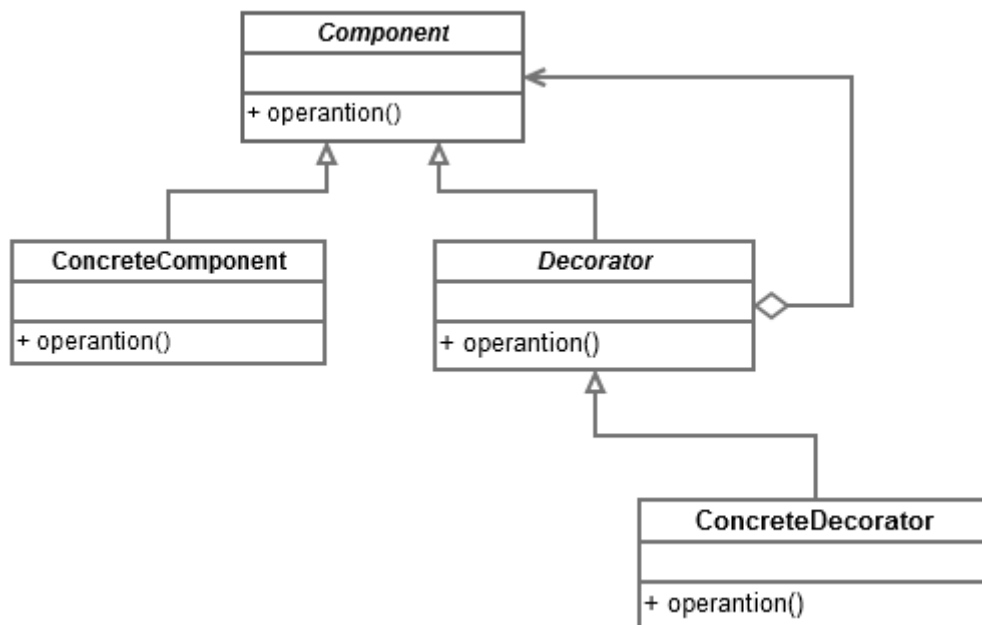 Component
+ operantion()
ConcreteComponent
+ operantion()
Decorator
+ operantion()
ConcreteDecorator
+ operantion()